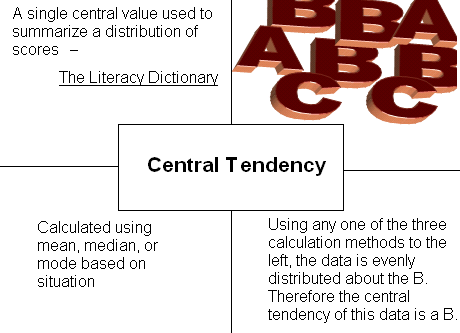 A single central value used to
summarize a distribution of
scores –
The Literacy Dictionary
B B A
A B B
C C
Central Tendency
Calculated using
mean, median, or
mode based on
situation
Using any one of the three
calculation methods to the
left, the data is evenly
distributed about the B.
Therefore the central
tendency of this data is a B.